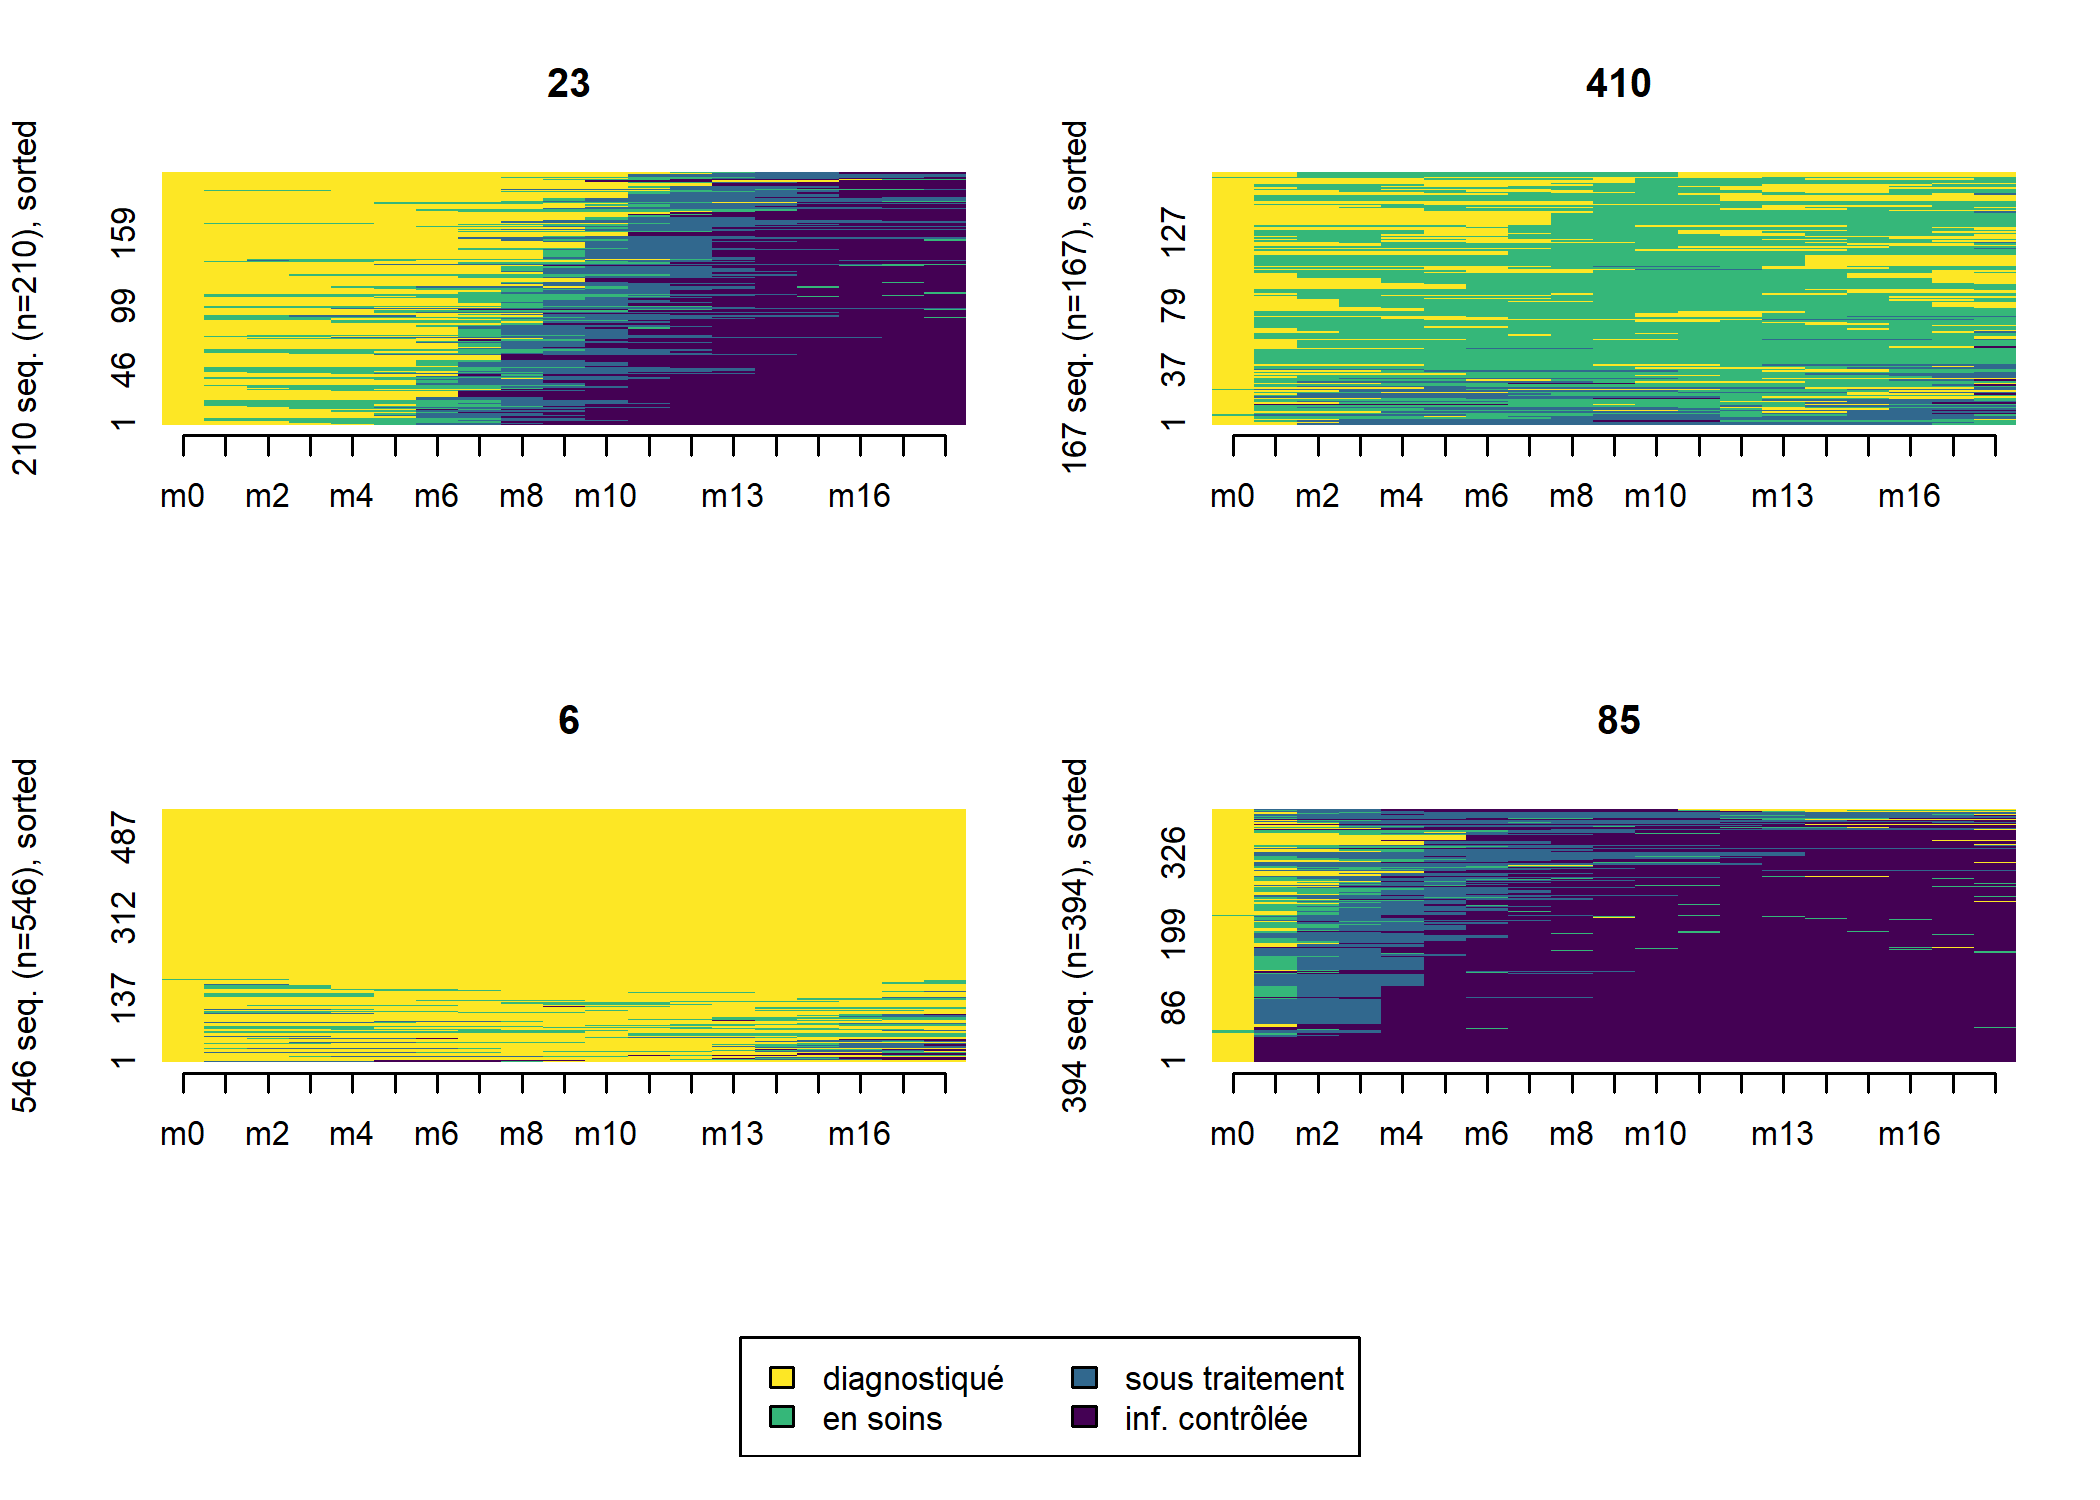 23
210 seq. (n=210), sorted
1 46 99 159
m0 m2 m4 m6 m8 m10 m13 m16
410
167 seq. (n=167), sorted
1 37 79 127
m0 m2 m4 m6 m8 m10 m13 m16
6
546 seq. (n=546), sorted
1 137 312 487
m0 m2 m4 m6 m8 m10 m13 m16
85
394 seq. (n=394), sorted
1 86 199 326
m0 m2 m4 m6 m8 m10 m13 m16
diagnostiqué
en soins
sous traitement
inf. contrôlée